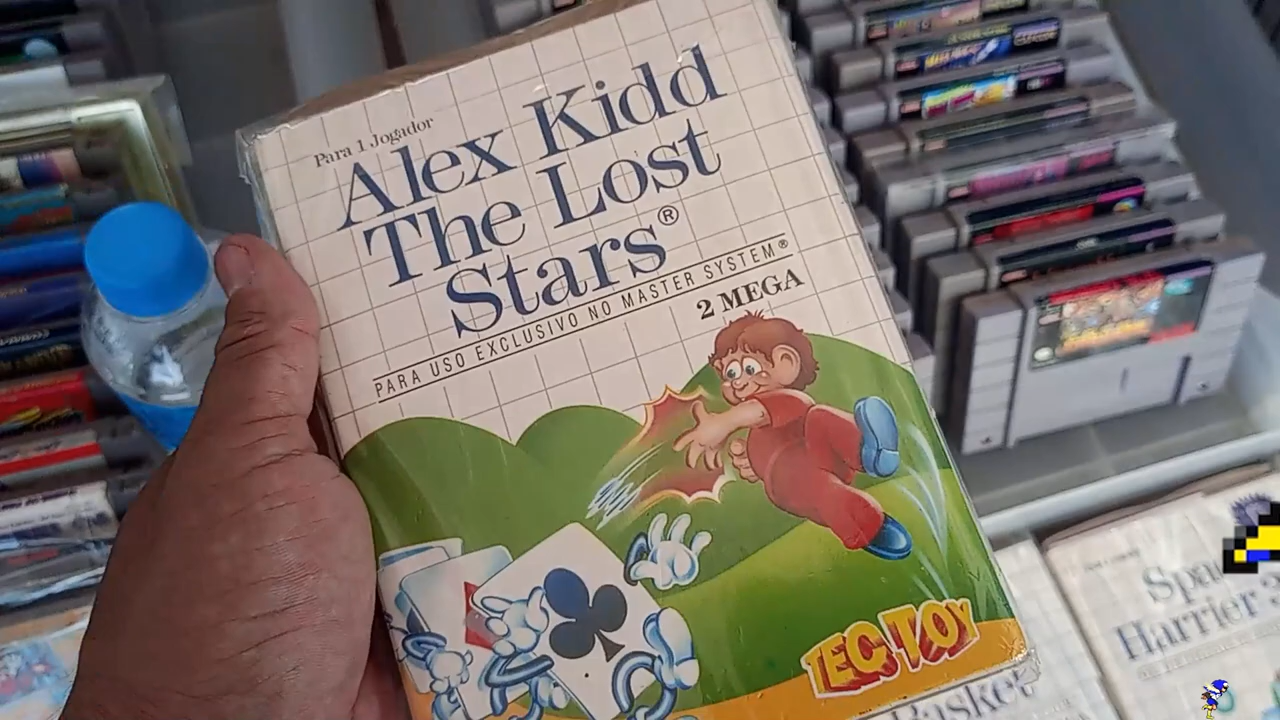 Para 1 Jogador
Alex Kidd
The Lost
Stars®
PARA USO EXCLUSIVO NO MASTER SYSTEM®
2 MEGA
TEC TOY
Harrier
Basket